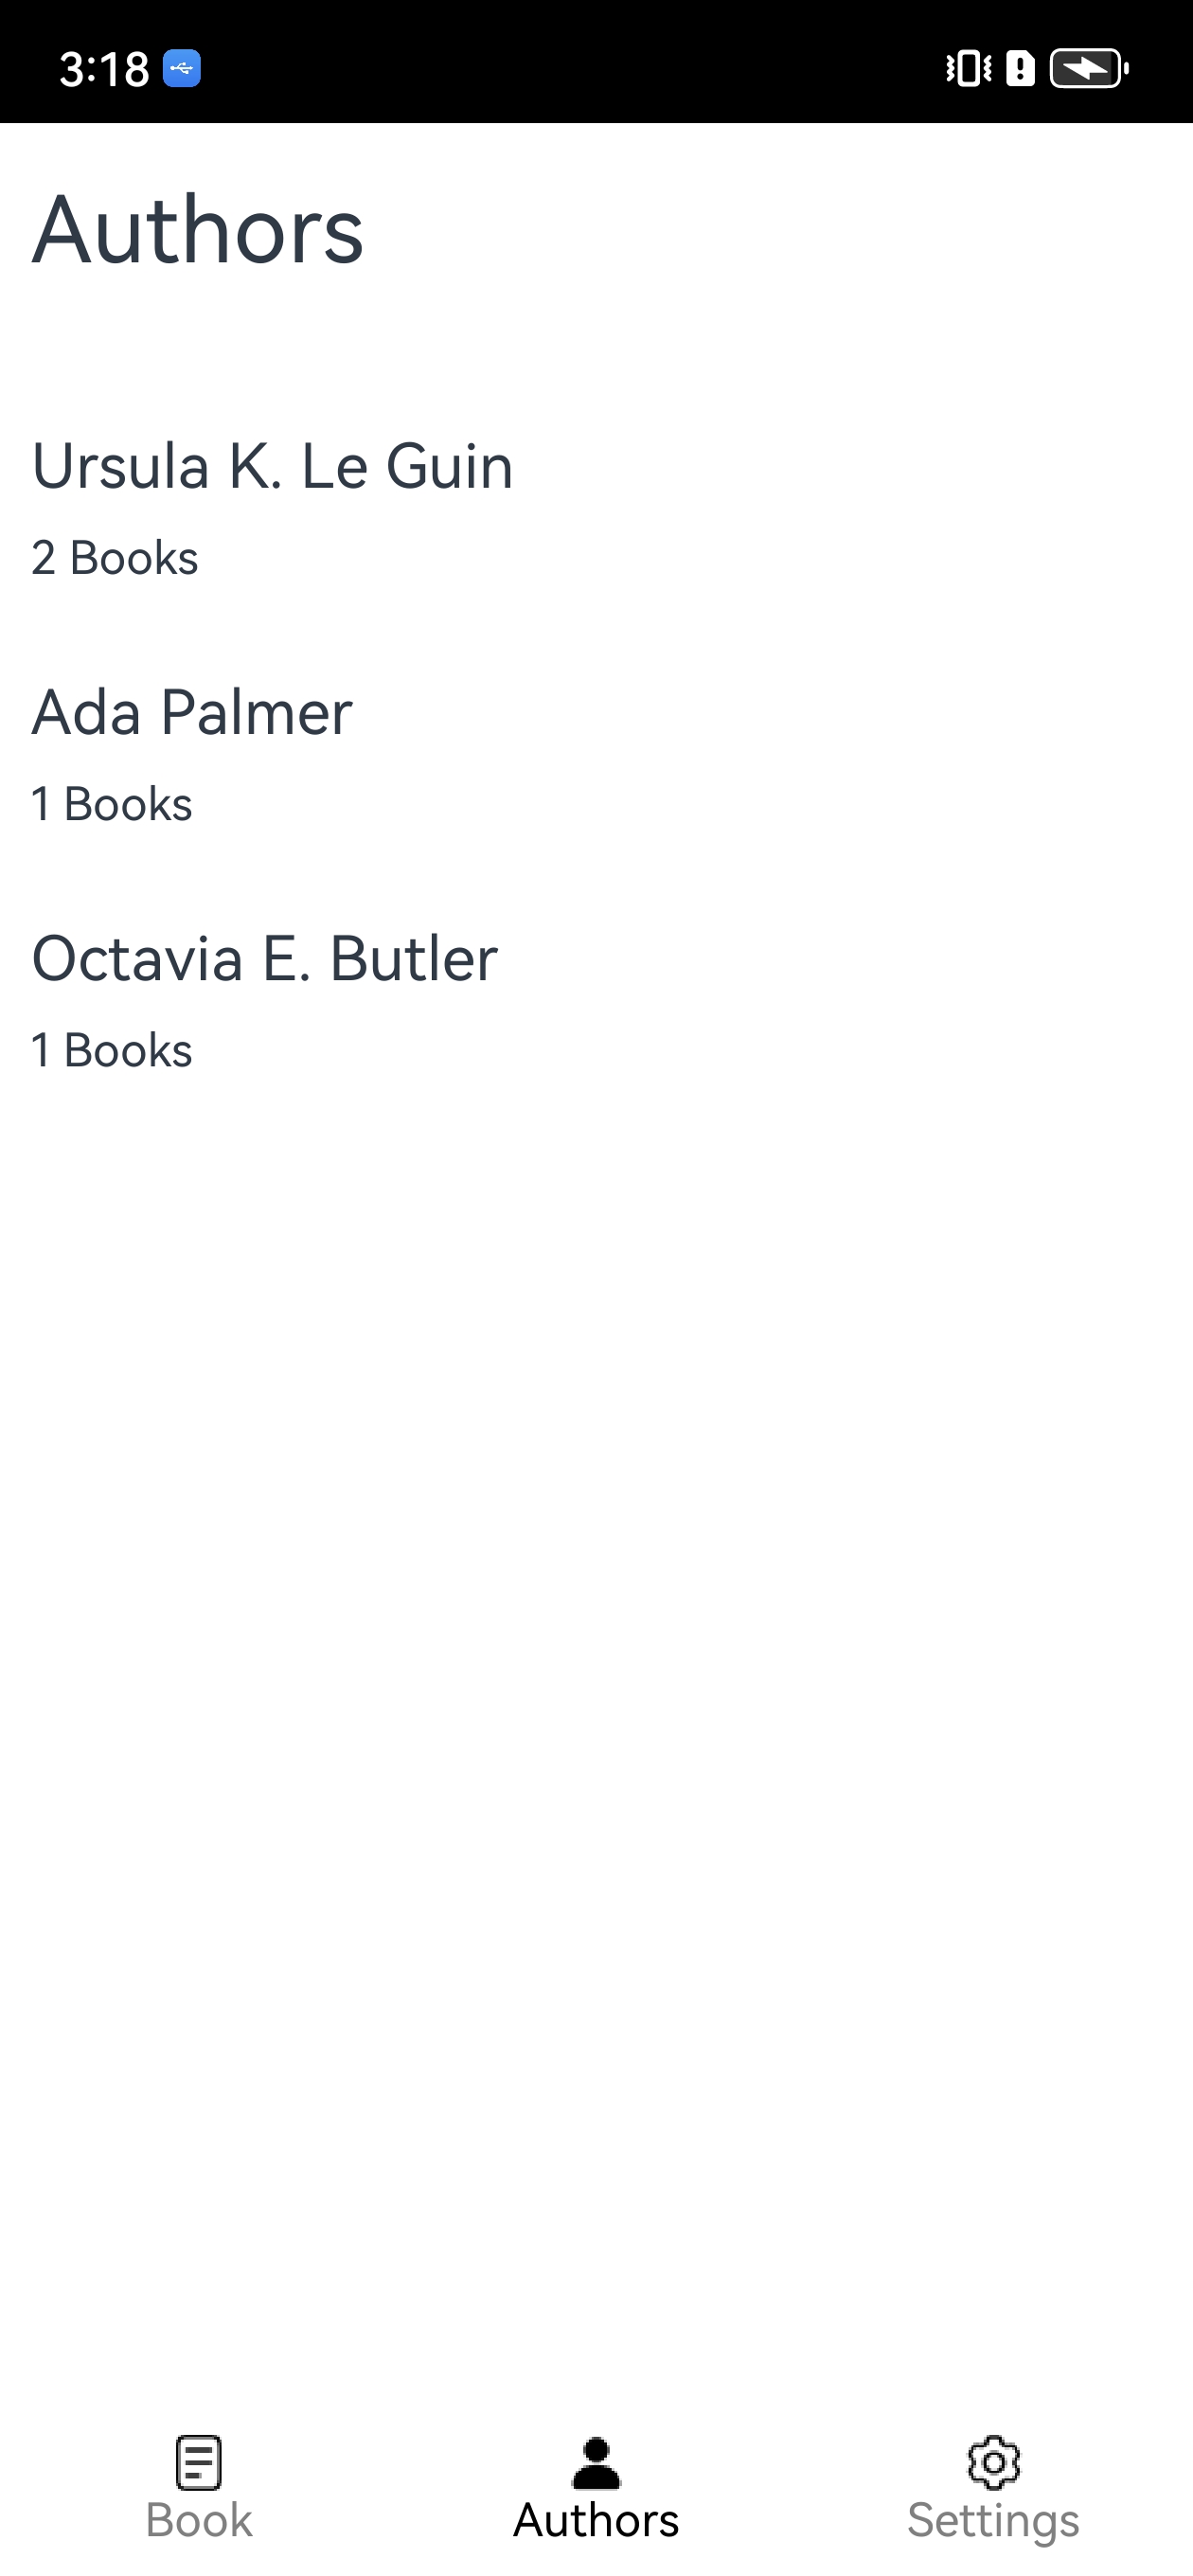 3:18
Authors
Ursula K. Le Guin
2 Books
Ada Palmer
1 Books
Octavia E. Butler
1 Books
Book
Authors
Settings